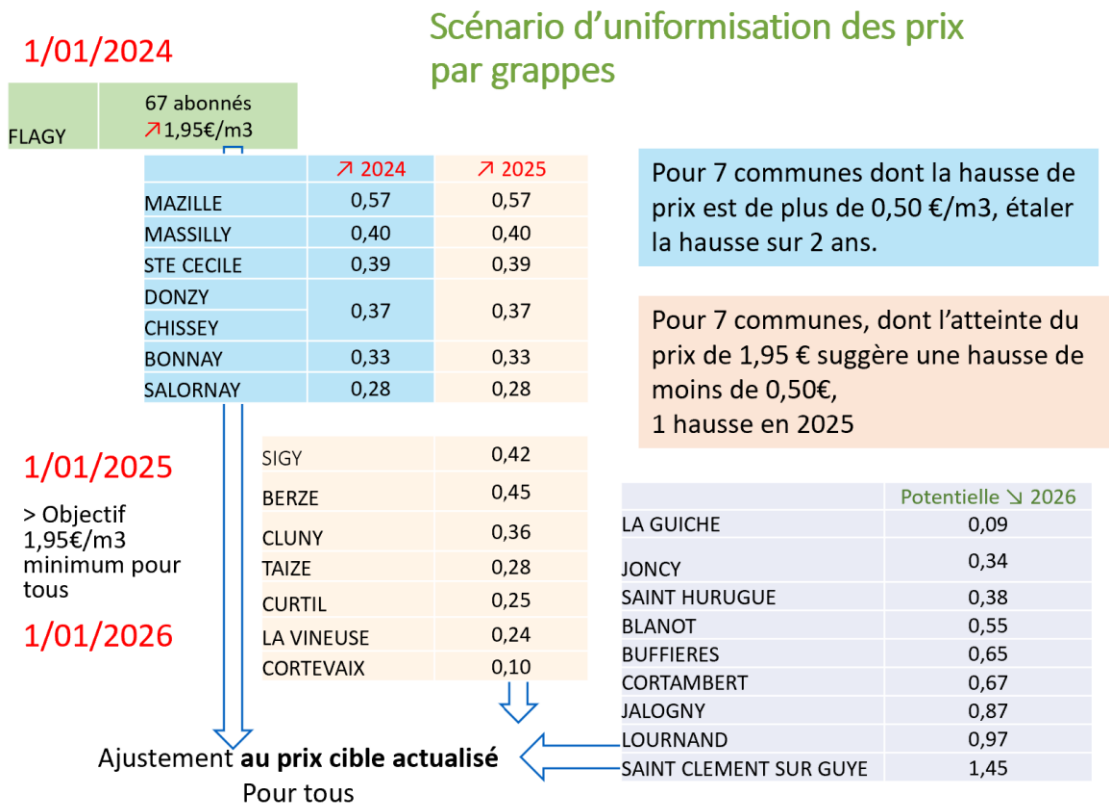 Scénario d'uniformisation des prix
par grappes
1/01/2024
FLAGY
67 abonnés
↗1,95€/m3
↗ 2024 ↗ 2025
MAZILLE 0,57 0,57
MASSILLY 0,40 0,40
STE CECILE 0,39 0,39
DONZY
CHISSEY
0,37 0,37
BONNAY 0,33 0,33
SALORNAY 0,28 0,28
Pour 7 communes dont la hausse de
prix est de plus de 0,50 €/m3, étaler
la hausse sur 2 ans.
Pour 7 communes, dont l'atteinte du
prix de 1,95 € suggère une hausse de
moins de 0,50€,
1 hausse en 2025
1/01/2025
> Objectif
1,95€/m3
minimum pour
tous
1/01/2026
SIGY 0,42
BERZE 0,45
CLUNY 0,36
TAIZE 0,28
CURTIL 0,25
LA VINEUSE 0,24
CORTEVAIX 0,10
Potentielle ↘ 2026
LA GUICHE 0,09
JONCY 0,34
SAINT HURUGUE 0,38
BLANOT 0,55
BUFFIERES 0,65
CORTAMBERT 0,67
JALOGNY 0,87
LOURNAND 0,97
SAINT CLEMENT SUR GUYE 1,45
Ajustement au prix cible actualisé
Pour tous